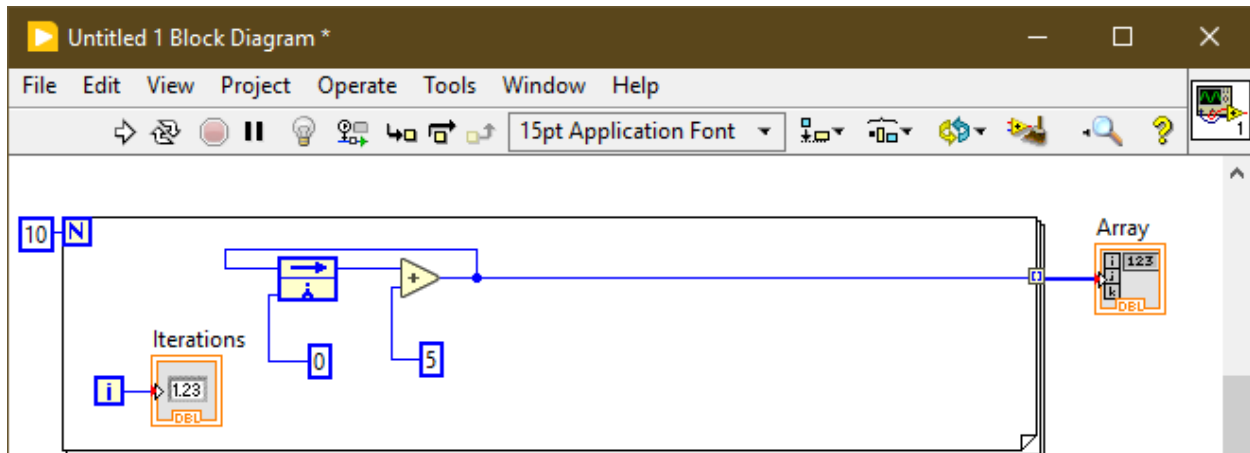 Untitled 1 Block Diagram *
File Edit View Project Operate Tools Window Help
15pt Application Font
1
10 N
Array
i 123
j
k
DBL
Iterations
0
5
i
1.23
DBL